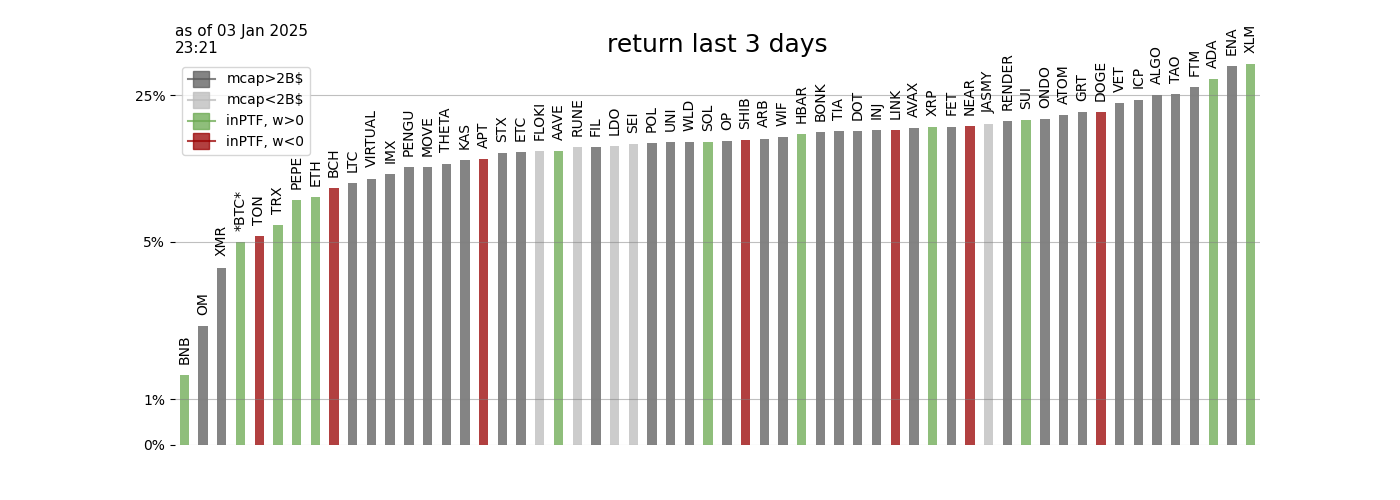 as of 03 Jan 2025
23:21
return last 3 days
mcap>2B$
mcap<2B$
inPTF, w>0
inPTF, w<0
25%
5%
1%
0%
BNB
OM
XMR
*BTC*
TON
TRX
PEPE
ETH
BCH
LTC
VIRTUAL
IMX
PENGU
MOVE
THETA
KAS
APT
STX
ETC
FLOKI
AAVE
RUNE
FIL
LDO
SEI
POL
UNI
WLD
SOL
OP
SHIB
ARB
WIF
HBAR
BONK
TIA
DOT
INJ
LINK
AVAX
XRP
FET
NEAR
JASMY
RENDER
SUI
ONDO
ATOM
GRT
DOGE
VET
ICP
ALGO
TAO
FTM
ADA
ENA
XLM